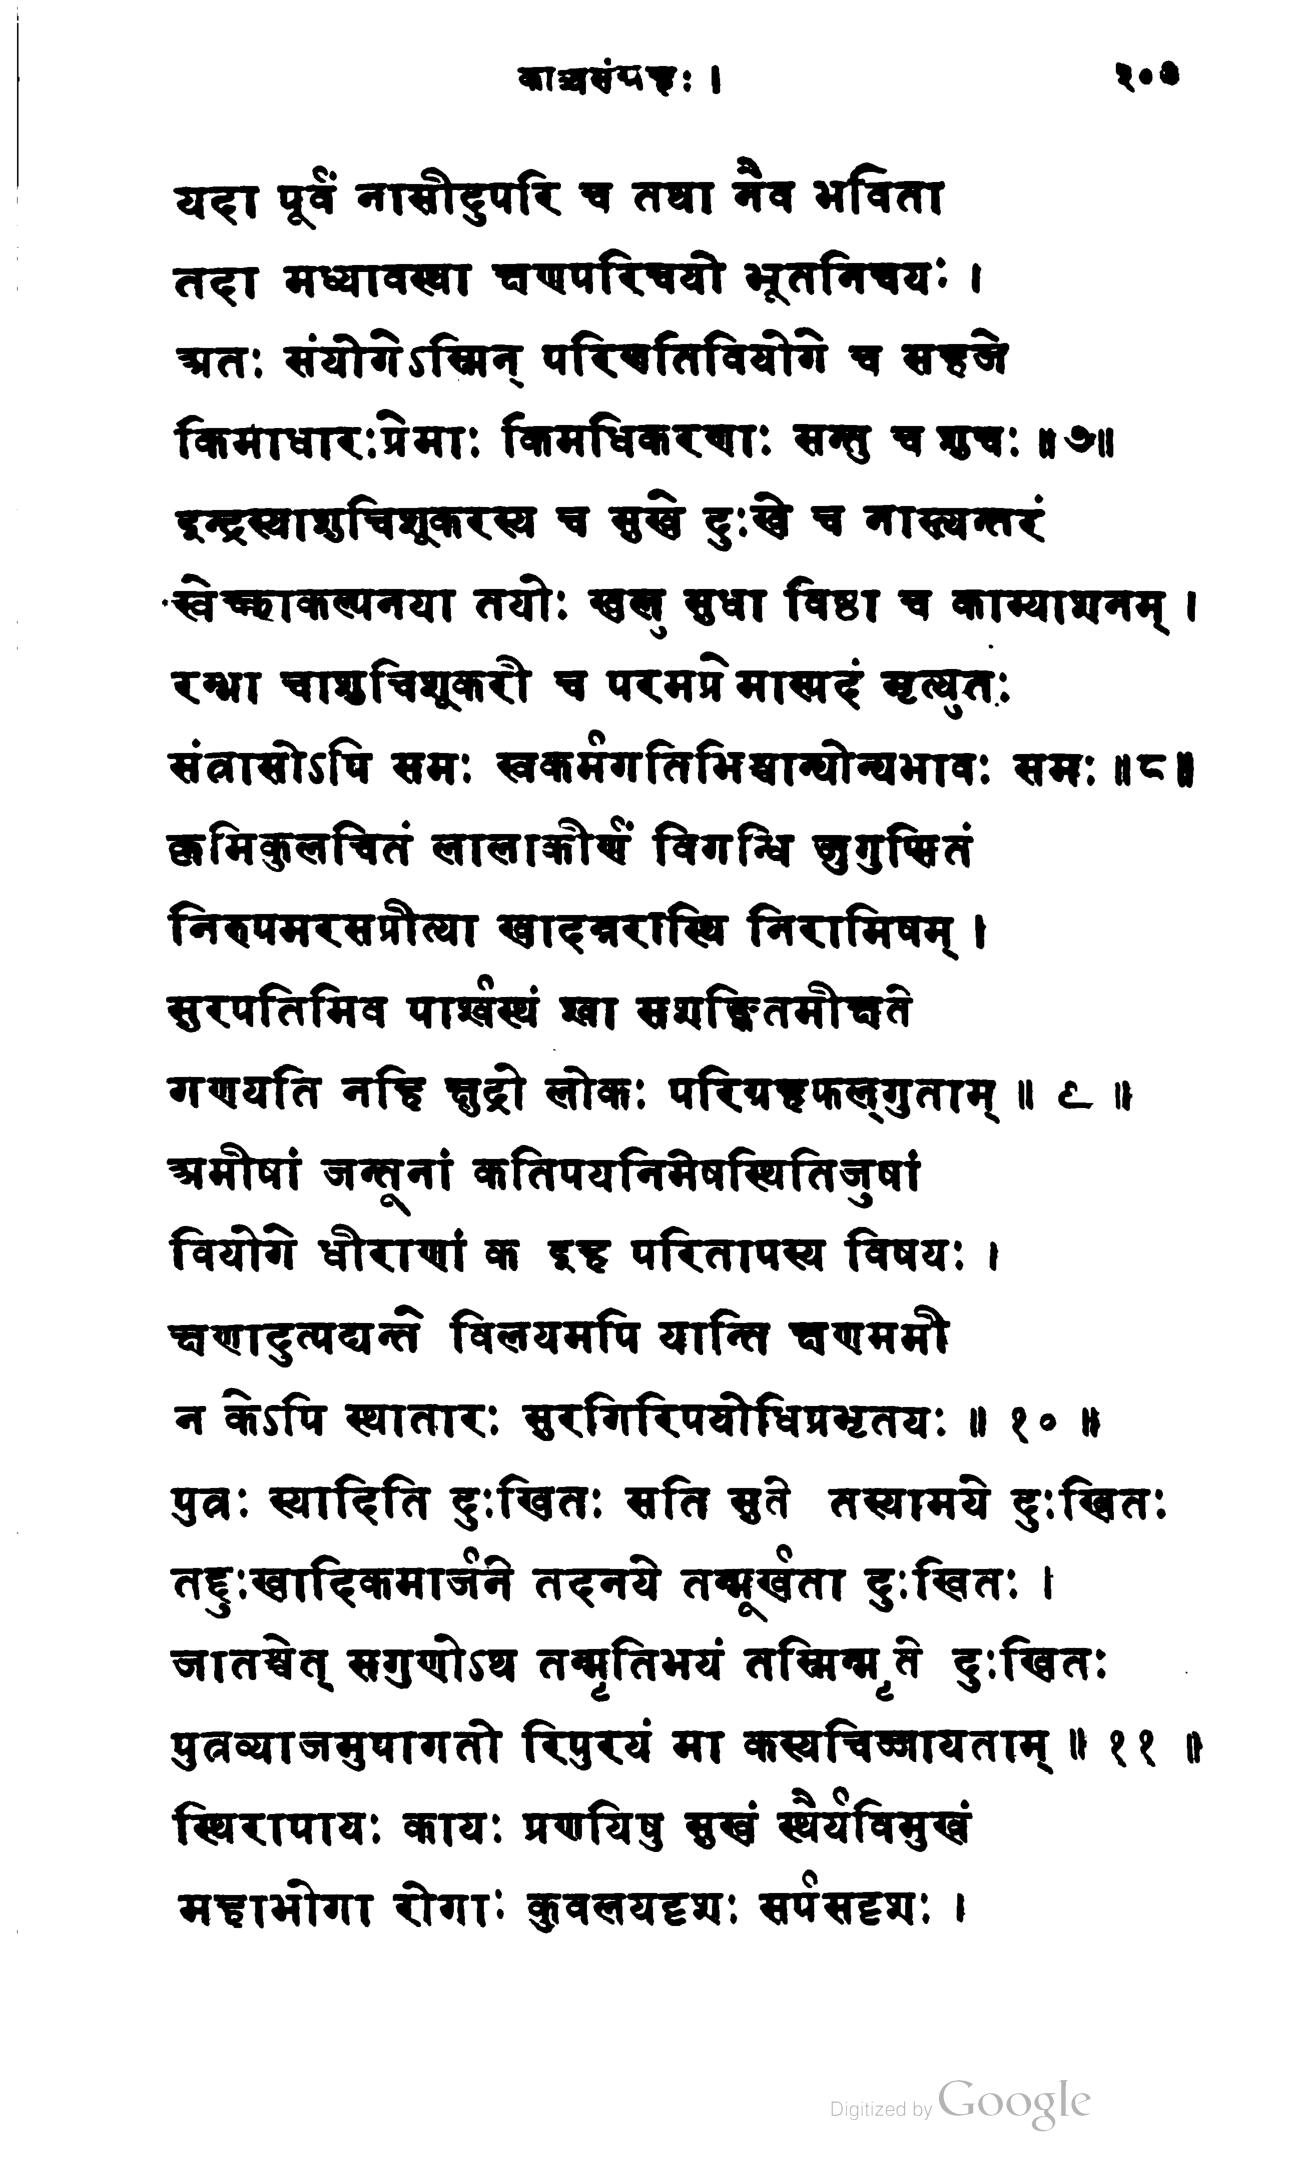 काव्यसंग्रहः । २०७
यदा पूर्वं नासीदुपरि च तथा नैव भविता
तदा मध्यावस्था क्षणपरिचयो भूतनिचयः ।
अतः संयोगेऽस्मिन् परिणतिवियोगे च सहजे
किमाधारःप्रेमाः किमधिकरणाः सन्तु च शुचः ॥ ७॥
इन्द्रस्याशुचिशूकरस्य च सुखे दुःखे च नास्त्यन्तरं
स्वेच्छाकल्पनया तयोः खलु सुधा विष्ठा च काम्याशनम् ।
रम्भा चाशुचिशूकरी च परमप्रेमास्पदं मृत्युतः
संत्रासोऽपि समः स्वकर्मगतिभिश्चान्योन्यभावः समः ॥ ८॥
क्रमिकुलचितं लालाकीर्णं विगन्धि जुगुप्सितं
निरुपमरसप्रीत्या खादन्नरास्थि निरामिषम् ।
सुरपतिमिव पार्श्वस्थं श्वा सशङ्कितमीक्षते
गणयति नहि क्षुद्रो लोकः परिग्रहफल्गुताम् ॥ ९ ॥
अमीषां जन्तूनां कतिपयनिमेषस्थितिजुषां
वियोगे धीराणां क इह परितापस्य विषयः ।
क्षणादुत्पद्यन्ते विलयमपि यान्ति क्षणममी
न केऽपि स्थातारः सुरगिरिपयोधिप्रभृतयः ॥ १० ॥
पुत्रः स्यादिति दुःखितः सति सुते तस्यामये दुःखितः
तद्दुःखादिकमार्जने तदनये तन्मूर्खता दुःखितः ।
जातश्चेत् सगुणोऽथ तन्मृतिभयं तस्मिन्मृते दुःखितः
पुत्रव्याजमुपागतो रिपुरयं मा कस्यचिज्जायताम् ॥ ११ ॥
स्थिरापायः कायः प्रणयिषु सुखं स्थैर्यविमुखं
महाभोगा रोगाः कुवलयदृशः सर्पसदृशः ।
Digitized by Google